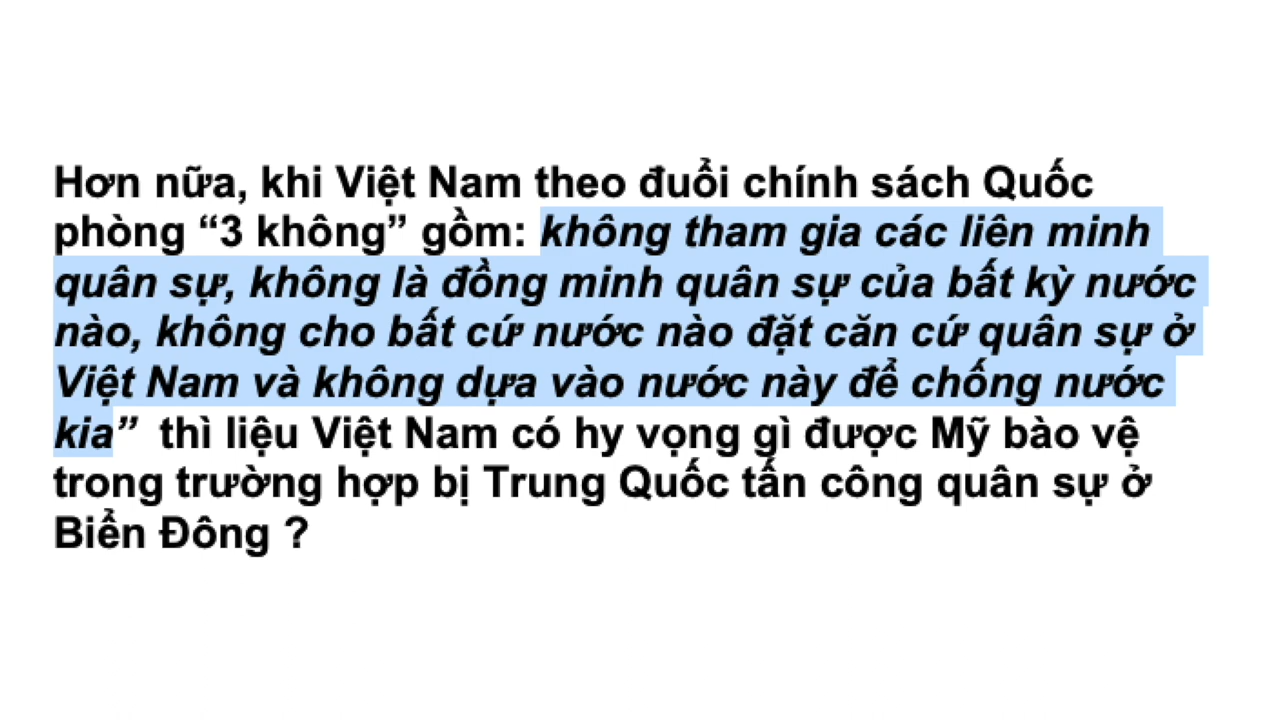 Hơn nữa, khi Việt Nam theo đuổi chính sách Quốc
phòng “3 không” gồm: không tham gia các liên minh
quân sự, không là đồng minh quân sự của bất kỳ nước
nào, không cho bất cứ nước nào đặt căn cứ quân sự ở
Việt Nam và không dựa vào nước này để chống nước
kia” thì liệu Việt Nam có hy vọng gì được Mỹ bào vệ
trong trường hợp bị Trung Quốc tấn công quân sự ở
Biển Đông ?